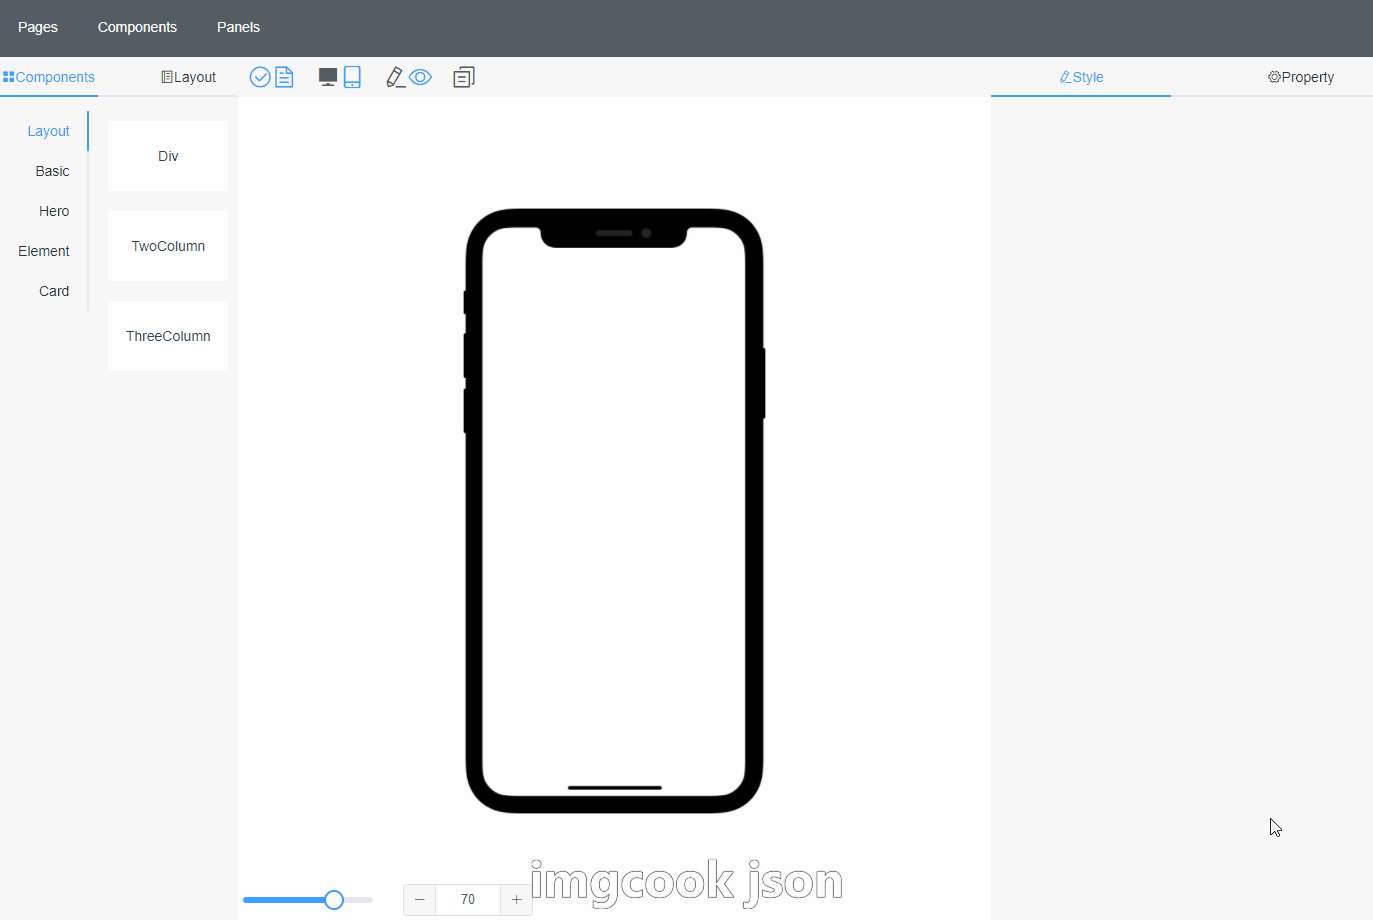 Pages Components Panels
Components Layout Style Property
Layout
Basic
Hero
Element
Card
Div
TwoColumn
ThreeColumn
70
imgcook json